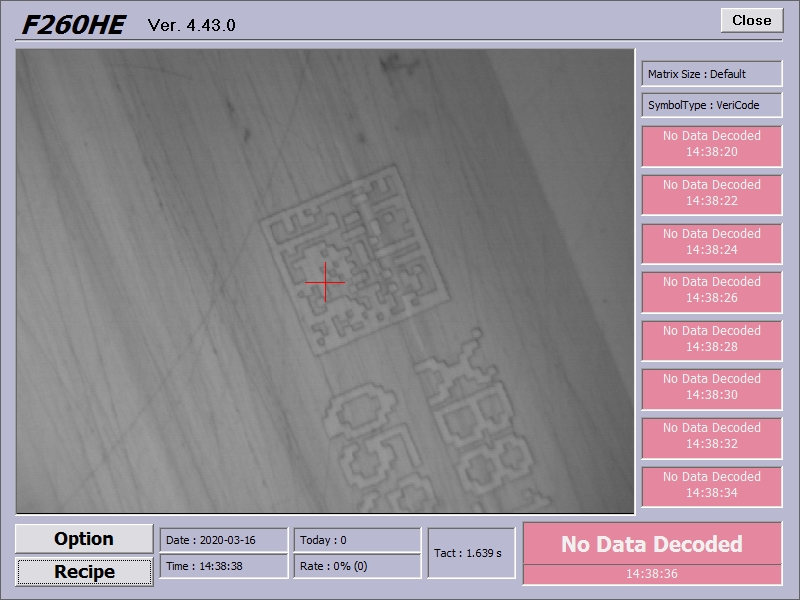 F260HE Ver. 4.43.0
Close
Matrix Size : Default
SymbolType : VeriCode
No Data Decoded
14:38:20
No Data Decoded
14:38:22
No Data Decoded
14:38:24
No Data Decoded
14:38:26
No Data Decoded
14:38:28
No Data Decoded
14:38:30
No Data Decoded
14:38:32
No Data Decoded
14:38:34
XB81
059
Option
Recipe
Date : 2020-03-16
Time : 14:38:38
Today : 0
Rate : 0% (0)
Tact : 1.639 s
No Data Decoded
14:38:36